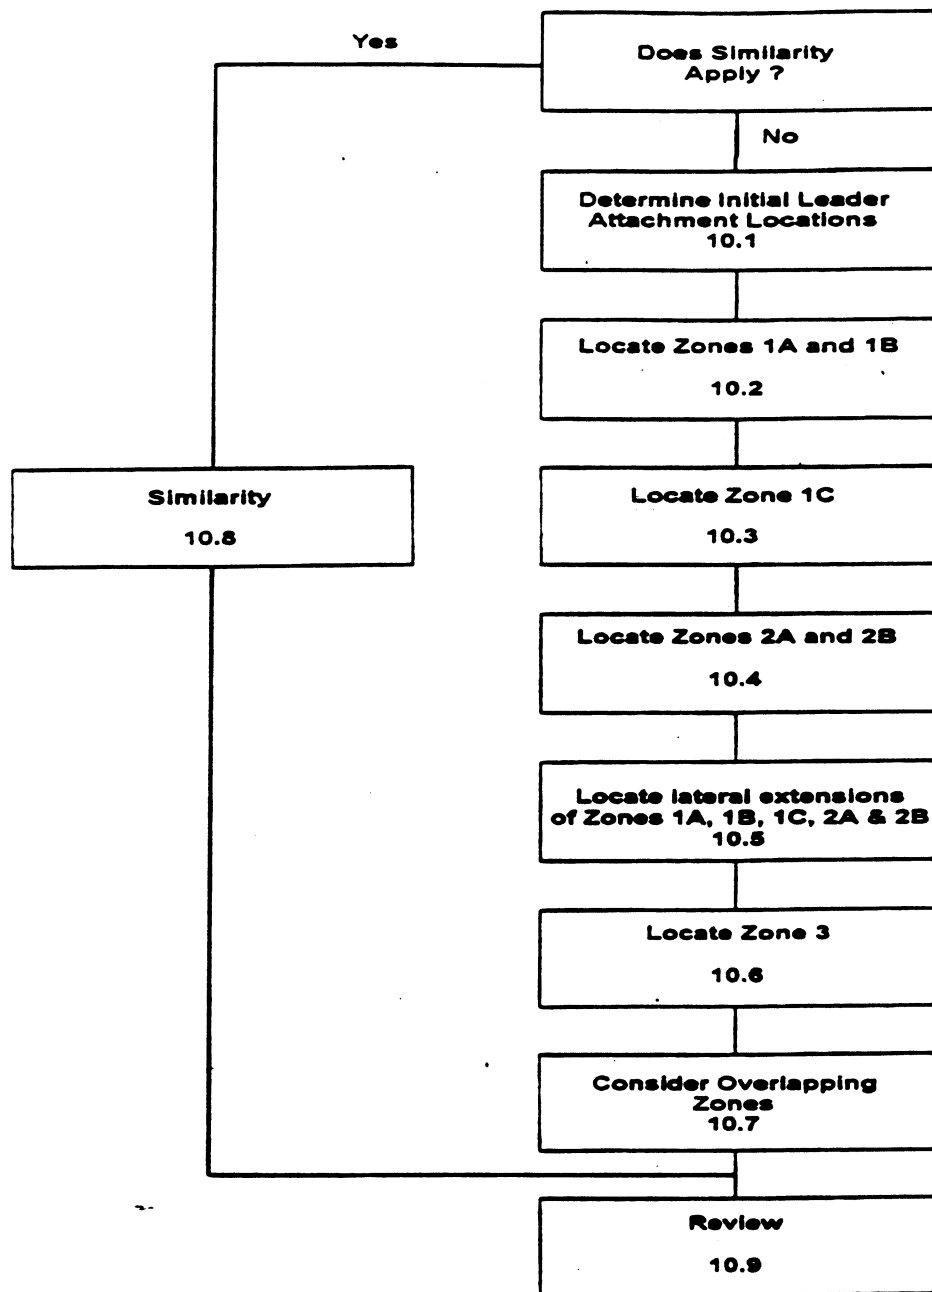 Yes
Does Similarity
Apply ?
No
Determine Initial Leader
Attachment Locations
10.1
Locate Zones 1A and 1B
10.2
Similarity
10.8
Locate Zone 1C
10.3
Locate Zones 2A and 2B
10.4
Locate lateral extensions
of Zones 1A, 1B, 1C, 2A & 2B
10.5
Locate Zone 3
10.6
Consider Overlapping
Zones
10.7
Review
10.9